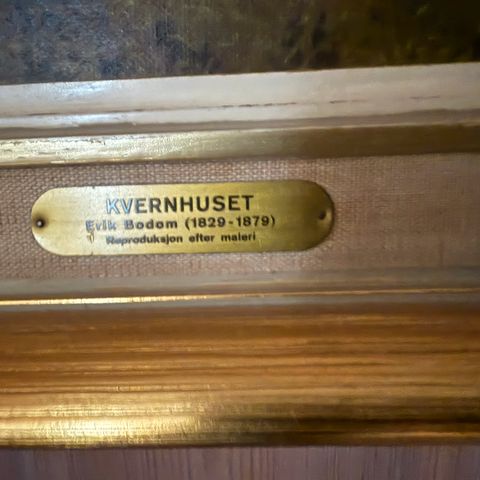 KVERNHUSET
Erik Bodom (1829-1879)
Reproduksjon efter maleri